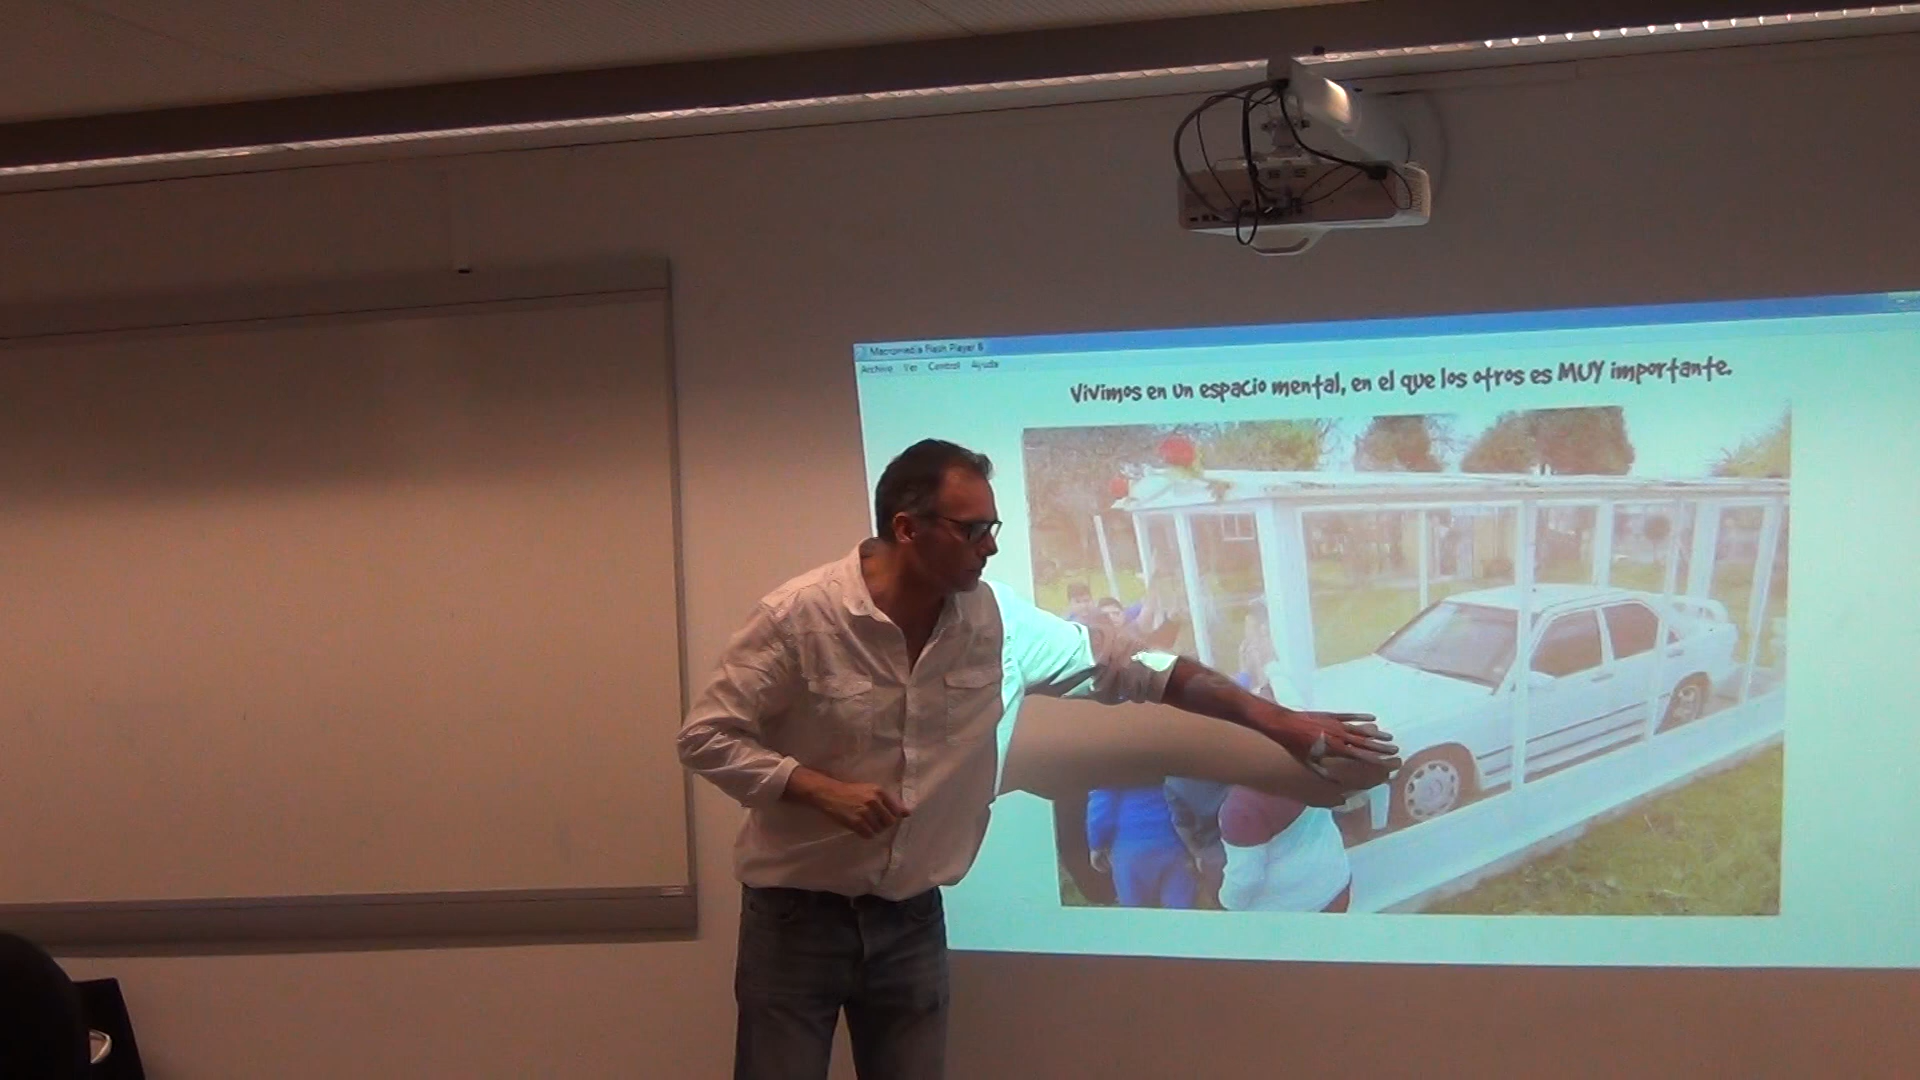 Macromedia Flash Player 6
Archivo Ver Control Ayuda
Vivimos en un espacio mental, en el que los otros es MUY importante.